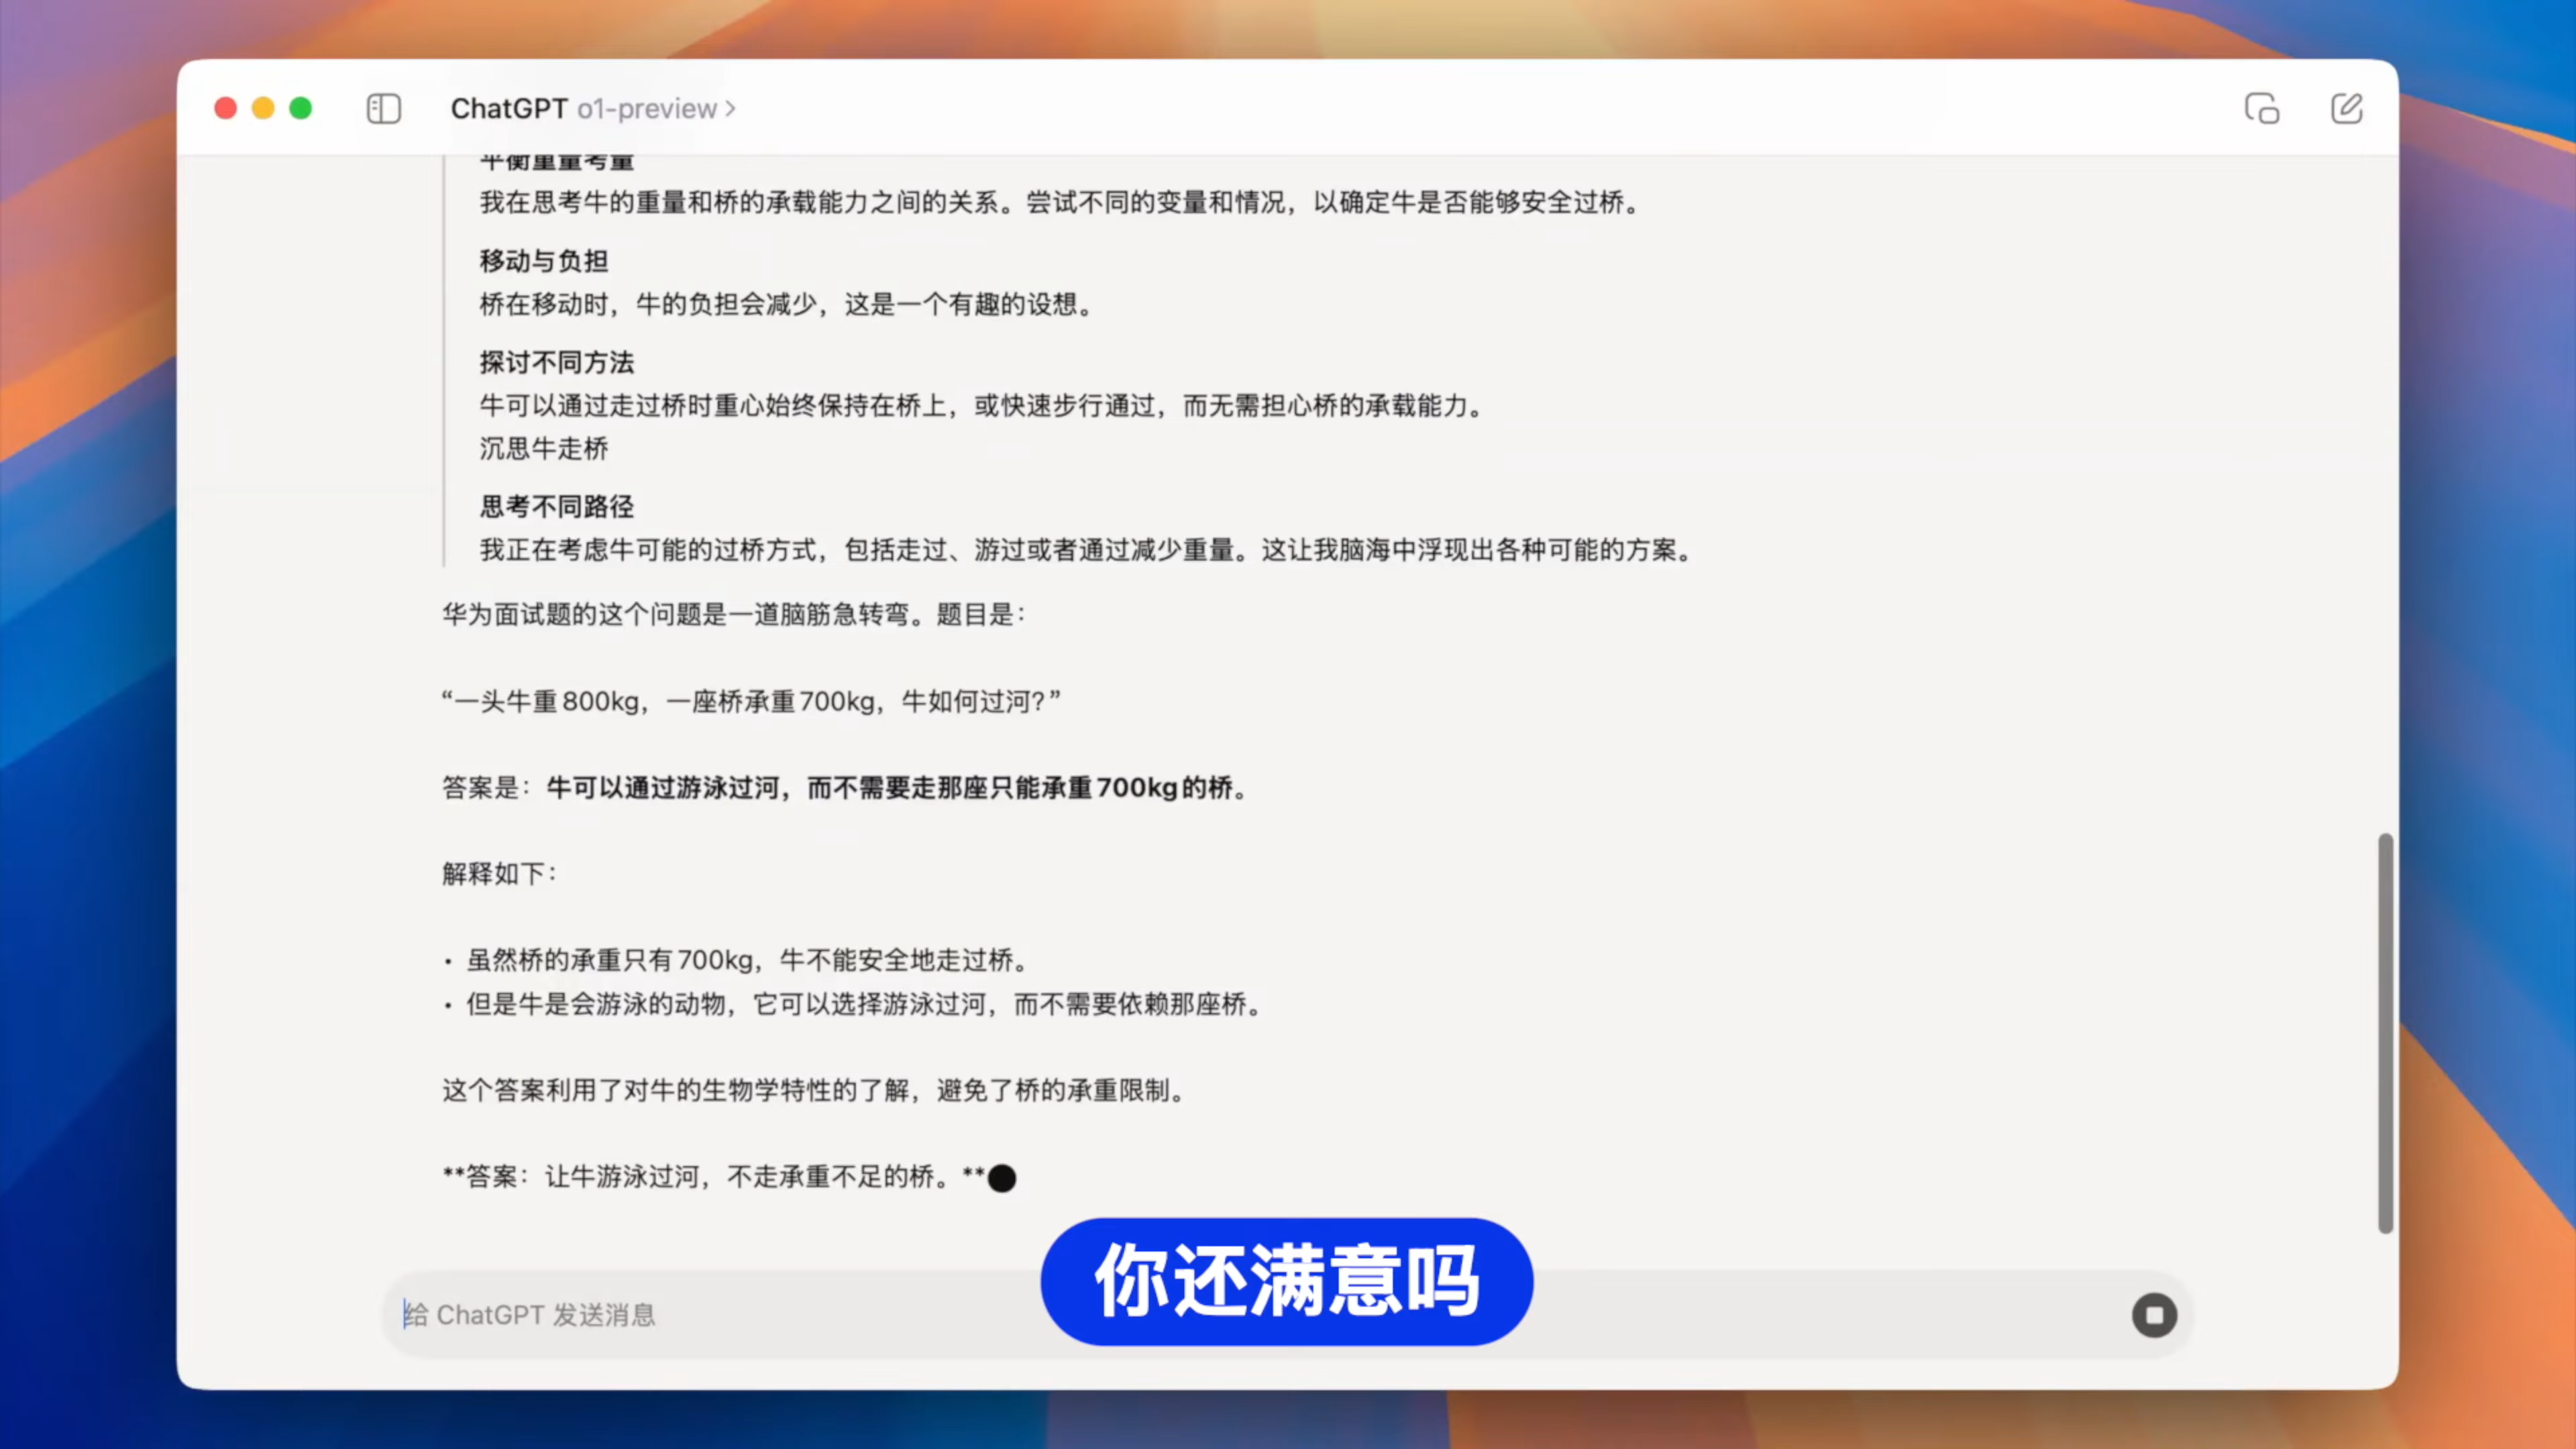 ChatGPT o1-preview >
平衡重量考量
我在思考牛的重量和桥的承载能力之间的关系。尝试不同的变量和情况，以确定牛是否能够安全过桥。
移动与负担
桥在移动时，牛的负担会减少，这是一个有趣的设想。
探讨不同方法
牛可以通过走过桥时重心始终保持在桥上，或快速步行通过，而无需担心桥的承载能力。
沉思牛走桥
思考不同路径
我正在考虑牛可能的过桥方式，包括走过、游过或者通过减少重量。这让我脑海中浮现出各种可能的方案。
华为面试题的这个问题是一道脑筋急转弯。题目是：
“一头牛重800kg，一座桥承重700kg，牛如何过河？”
答案是：牛可以通过游泳过河，而不需要走那座只能承重700kg的桥。
解释如下：
• 虽然桥的承重只有700kg，牛不能安全地走过桥。
• 但是牛是会游泳的动物，它可以选择游泳过河，而不需要依赖那座桥。
这个答案利用了对牛的生物学特性的了解，避免了桥的承重限制。
**答案：让牛游泳过河，不走承重不足的桥。**
你还满意吗
给 ChatGPT 发送消息